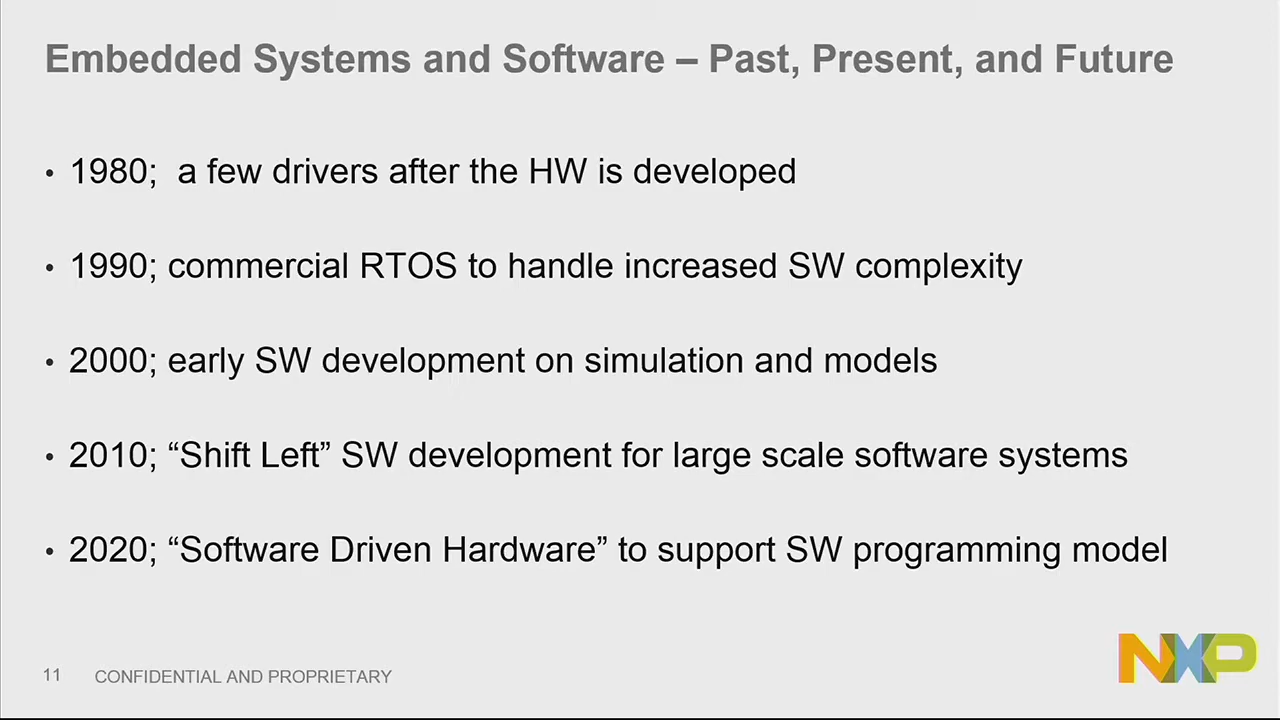 Embedded Systems and Software – Past, Present, and Future
• 1980;  a few drivers after the HW is developed
• 1990; commercial RTOS to handle increased SW complexity
• 2000; early SW development on simulation and models
• 2010; “Shift Left” SW development for large scale software systems
• 2020; “Software Driven Hardware” to support SW programming model
11 CONFIDENTIAL AND PROPRIETARY
NXP